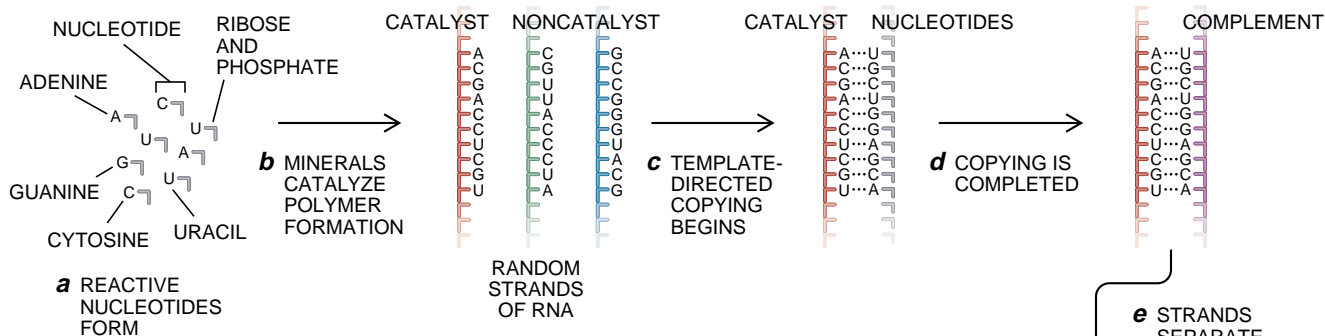 NUCLEOTIDE
RIBOSE
AND
PHOSPHATE
ADENINE
C
A
U
U
A
G
U
C
GUANINE
CYTOSINE
URACIL
a REACTIVE
NUCLEOTIDES
FORM
b MINERALS
CATALYZE
POLYMER
FORMATION
CATALYST
NONCATALYST
A C G
C G C
G U C
A U G
C A G
C C G
U C U
C C A
G U C
U A G
RANDOM
STRANDS
OF RNA
c TEMPLATE-
DIRECTED
COPYING
BEGINS
CATALYST
NUCLEOTIDES
A U
C G
G C
A U
C G
C G
U A
C G
G C
U A
d COPYING IS
COMPLETED
COMPLEMENT
A U
C G
G C
A U
C G
C G
U A
C G
G C
U A
e STRANDS
SEPARATE